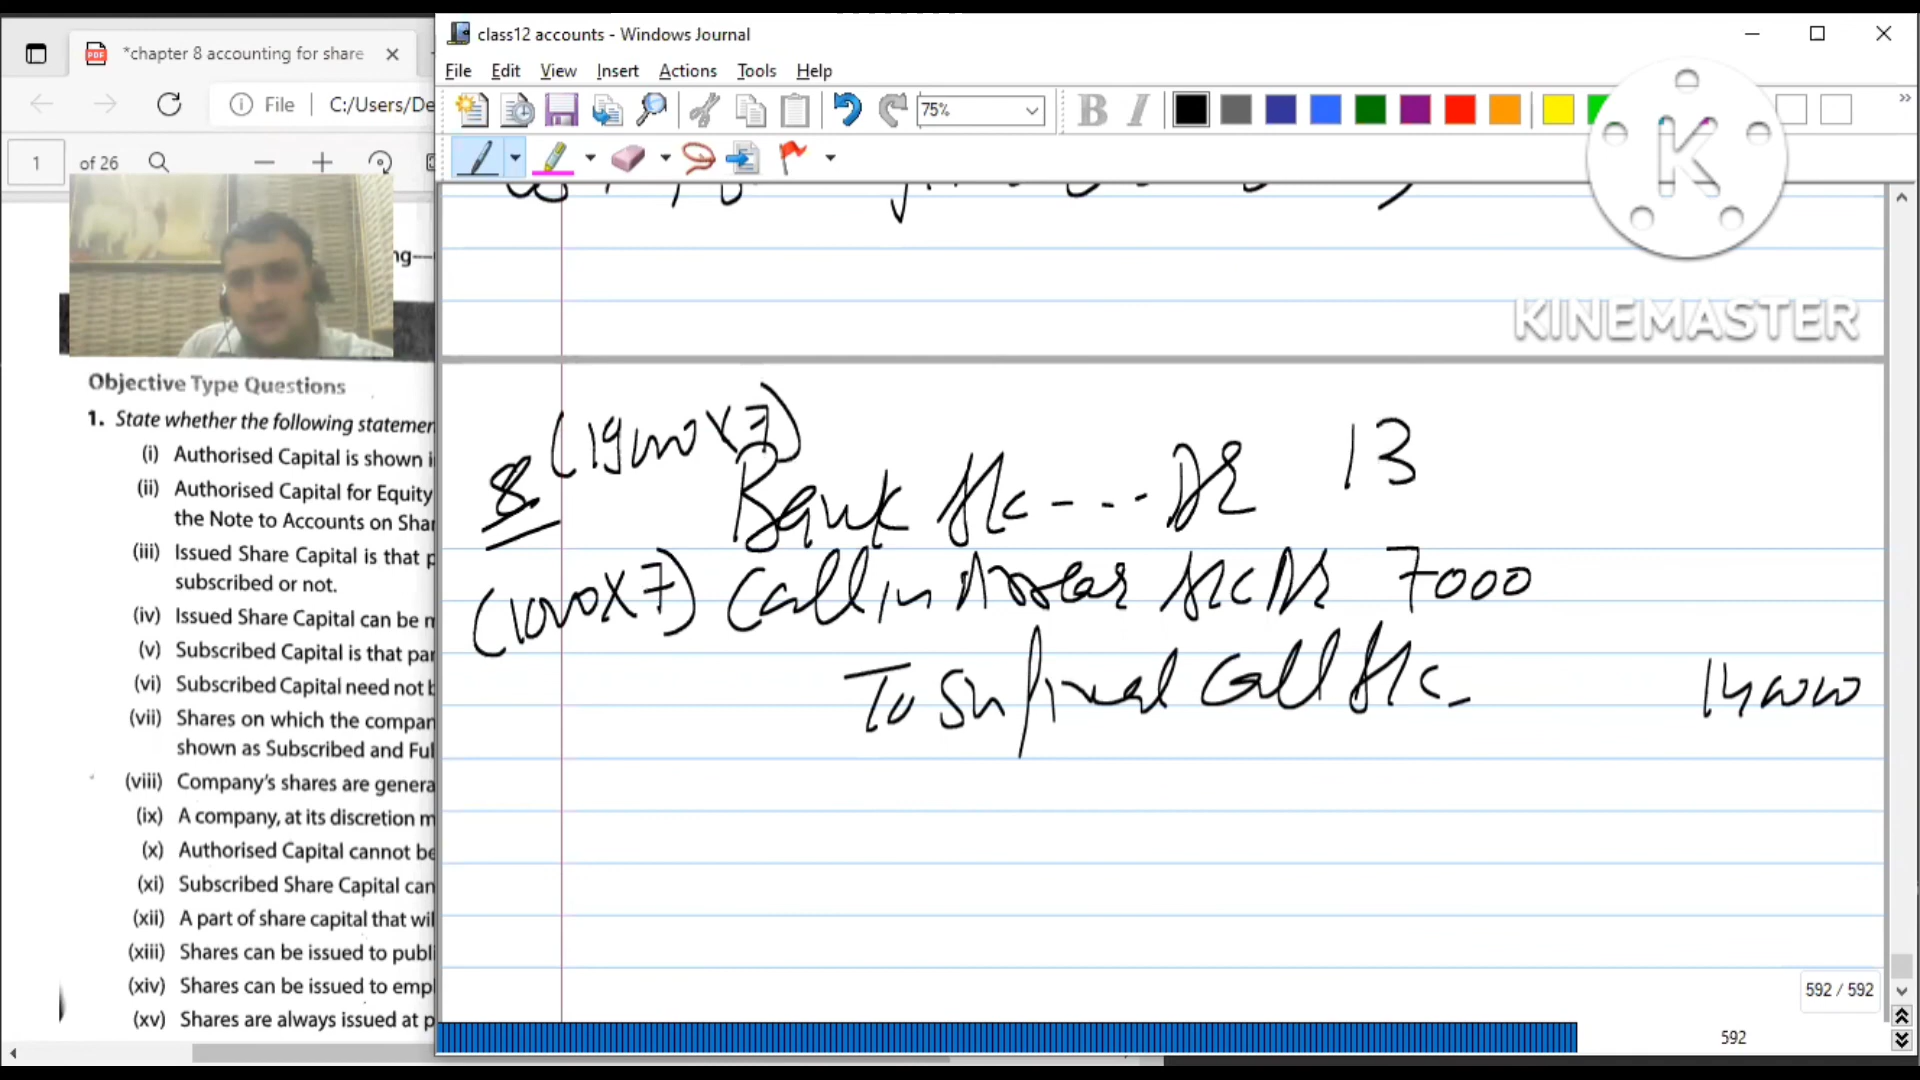 *chapter 8 accounting for share
class12 accounts - Windows Journal
File Edit View Insert Actions Tools Help
File C:/Users/De
75%
B I
1 of 26
K
KINEMASTER
ng—
Objective Type Questions
1. State whether the following statemen
(i) Authorised Capital is shown i
(ii) Authorised Capital for Equity
the Note to Accounts on Shar
(iii) Issued Share Capital is that p
subscribed or not.
(iv) Issued Share Capital can be m
(v) Subscribed Capital is that par
(vi) Subscribed Capital need not b
(vii) Shares on which the compan
shown as Subscribed and Ful
(viii) Company's shares are genera
(ix) A company, at its discretion m
(x) Authorised Capital cannot be
(xi) Subscribed Share Capital can
(xii) A part of share capital that wil
(xiii) Shares can be issued to publi
(xiv) Shares can be issued to empl
(xv) Shares are always issued at p
(19000X7)
8. Bank A/c --- Dr 13
(1000X7) Call in Arrear A/c Dr 7000
To Sh final Call A/c - 14000
592 / 592
592